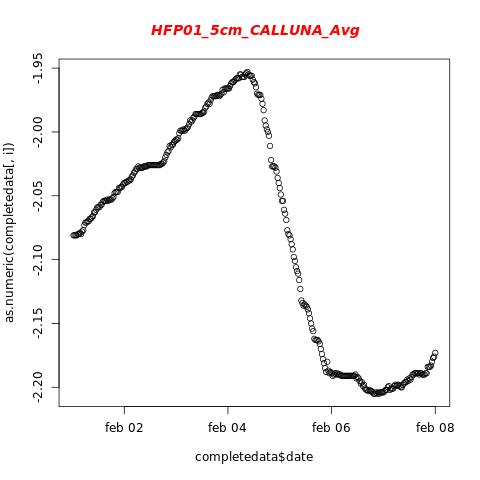 HFP01_5cm_CALLUNA_Avg
as.numeric(completedata[, i])
-1.95
-2.00
-2.05
-2.10
-2.15
-2.20
feb 02
feb 04
feb 06
feb 08
completedata$date